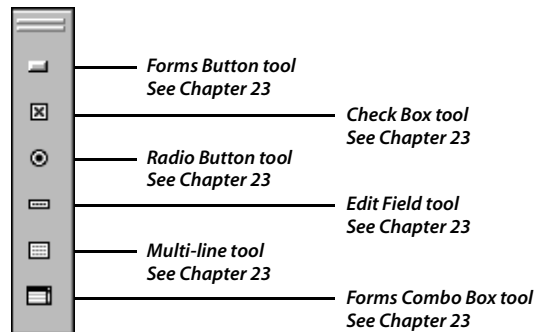 Forms Button tool
See Chapter 23
Check Box tool
See Chapter 23
Radio Button tool
See Chapter 23
Edit Field tool
See Chapter 23
Multi-line tool
See Chapter 23
Forms Combo Box tool
See Chapter 23